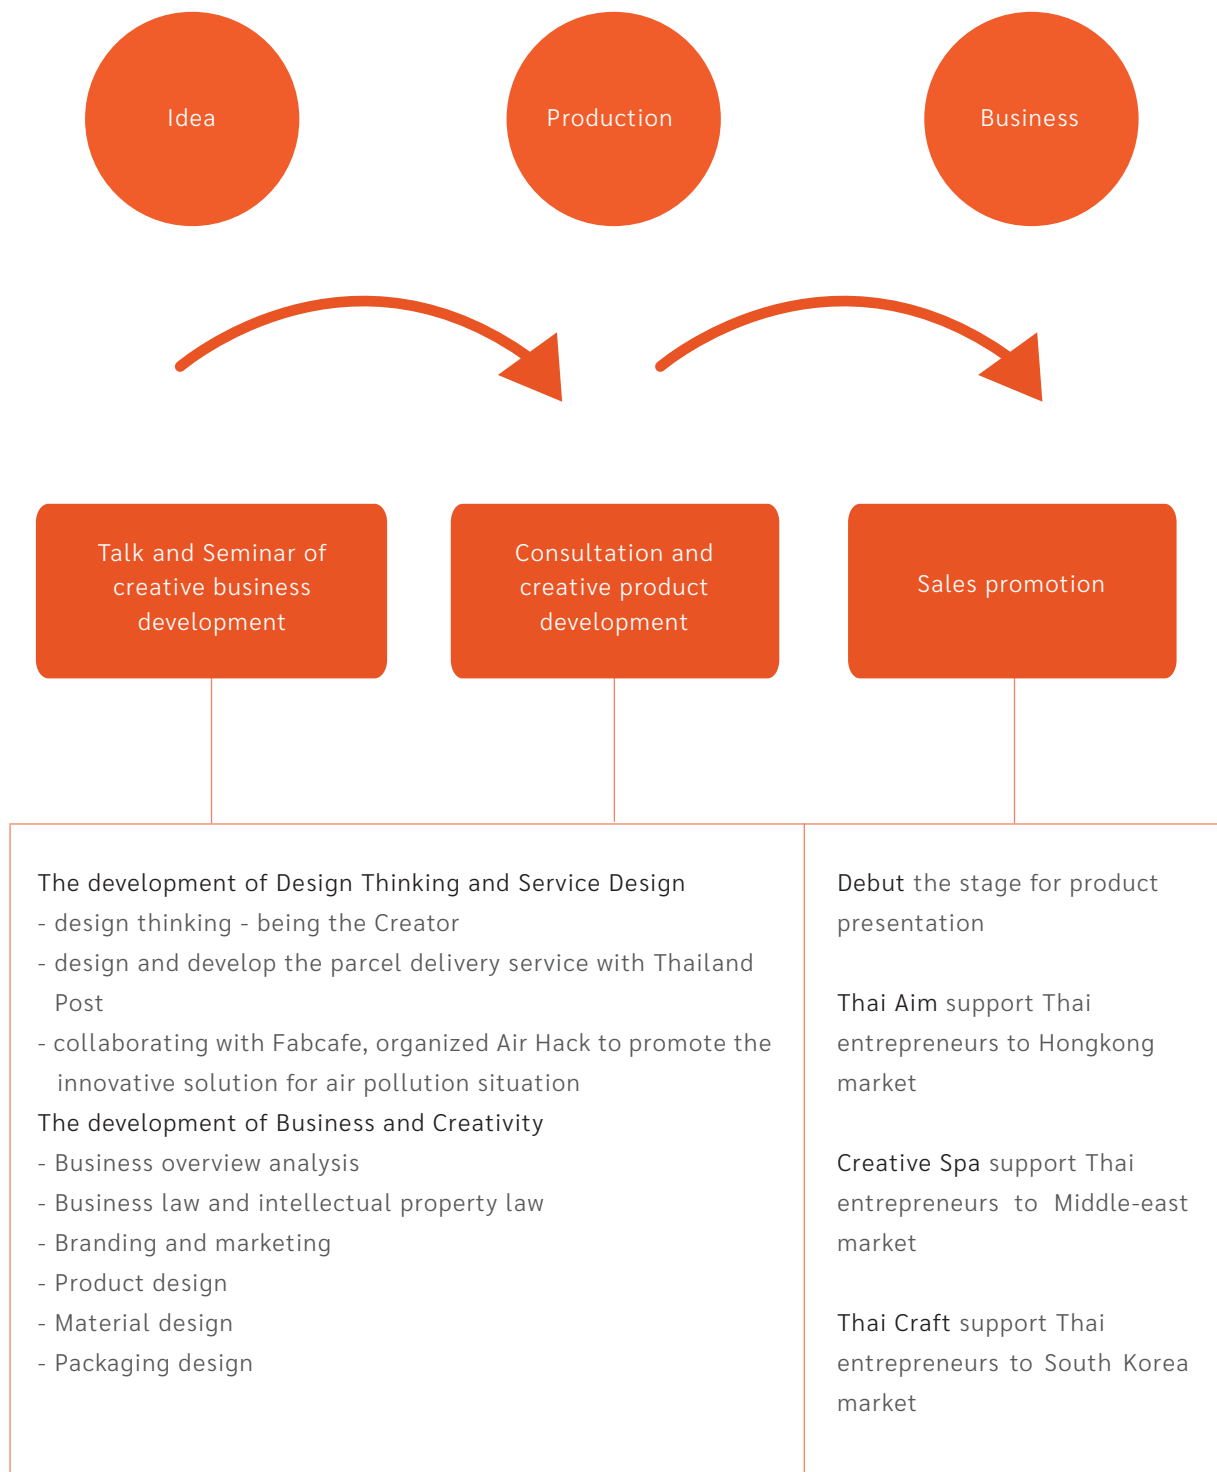 Idea
Production
Business
Talk and Seminar of
creative business
development
Consultation and
creative product
development
Sales promotion
The development of Design Thinking and Service Design
- design thinking - being the Creator
- design and develop the parcel delivery service with Thailand
Post
- collaborating with Fabcafe, organized Air Hack to promote the
innovative solution for air pollution situation
The development of Business and Creativity
- Business overview analysis
- Business law and intellectual property law
- Branding and marketing
- Product design
- Material design
- Packaging design
Debut the stage for product
presentation
Thai Aim support Thai
entrepreneurs to Hongkong
market
Creative Spa support Thai
entrepreneurs to Middle-east
market
Thai Craft support Thai
entrepreneurs to South Korea
market